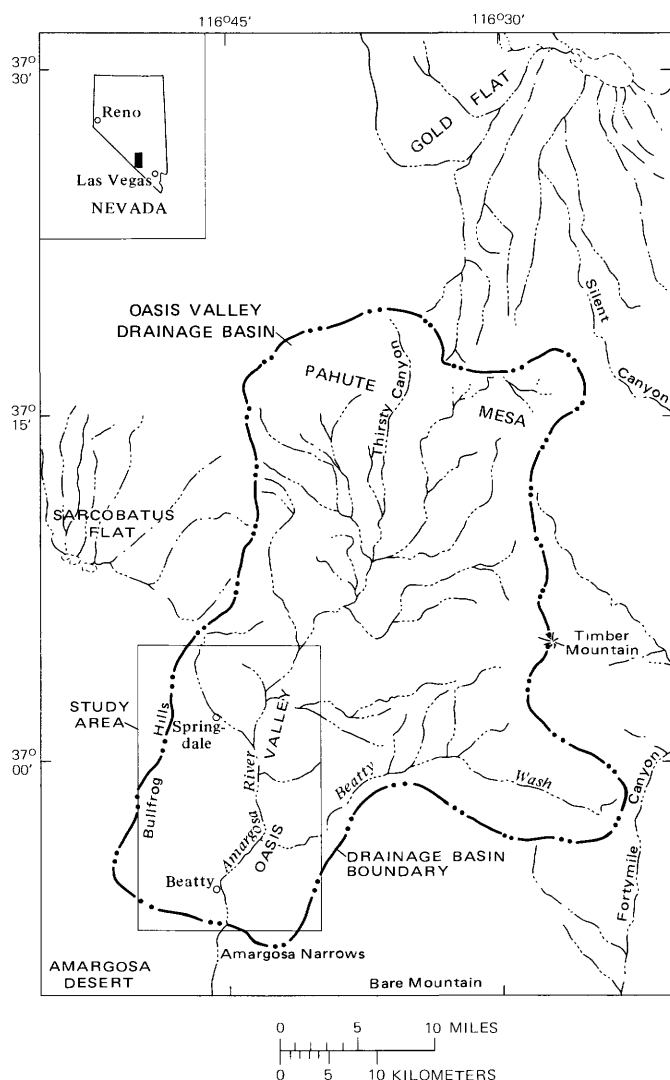 116°45'
116°30'
37°
30'
Reno
Las Vegas
NEVADA
GOLD FLAT
Silent
Canyon
OASIS VALLEY
DRAINAGE BASIN
PAHUTE
MESA
Thirsty Canyon
37°
15'
SARCOBATUS
FLAT
Timber
Mountain
STUDY
AREA
Bullfrog Hills
Spring-
dale
VALLEY
OASIS
Amargosa River
37°
00'
Beatty Wash
Fortymile Canyon
Beatty
DRAINAGE BASIN
BOUNDARY
Amargosa Narrows
AMARGOSA
DESERT
Bare Mountain
0 5 10 MILES
0 5 10 KILOMETERS